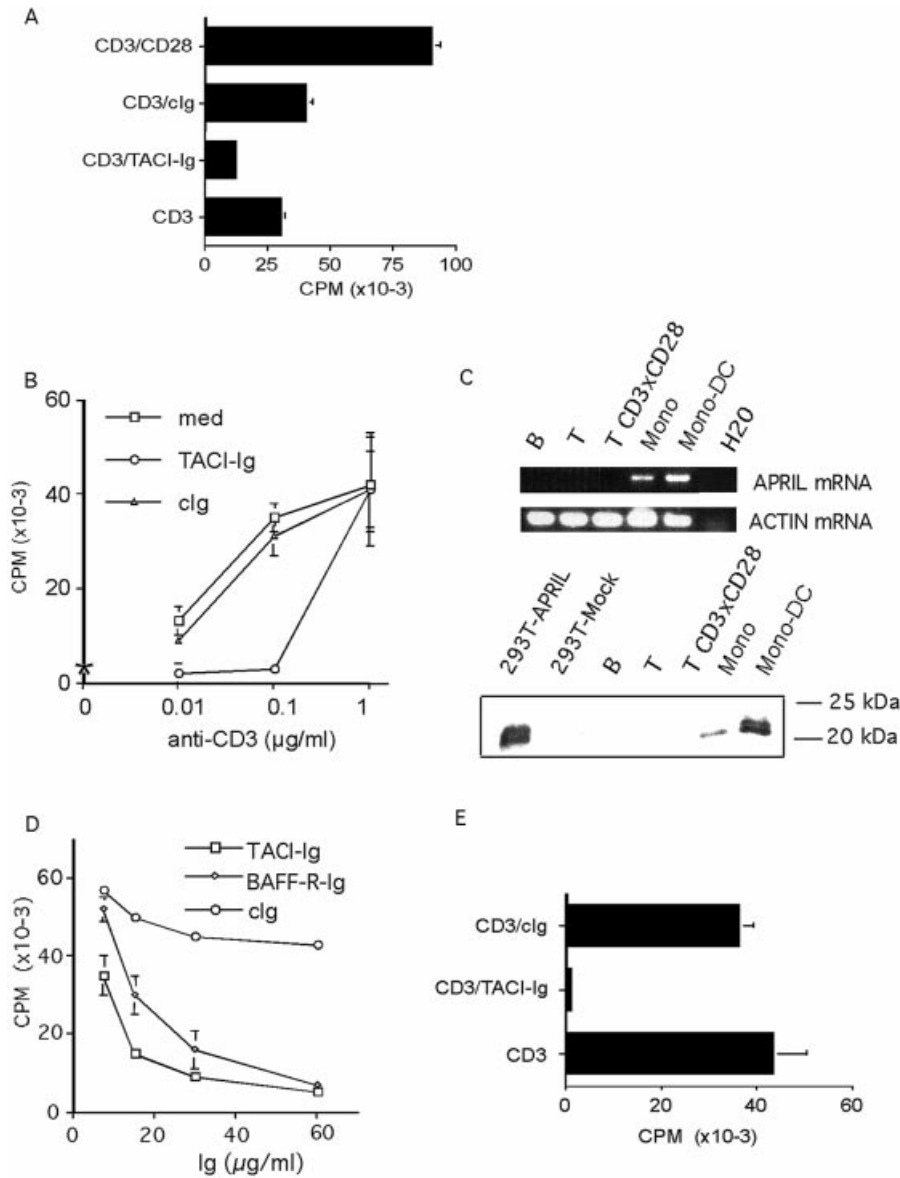 A
CD3/CD28
CD3/cIg
CD3/TACI-Ig
CD3
0 25 50 75 100
CPM (x10-3)
B
60
40
20
0
CPM (x10-3)
med
TACI-Ig
cIg
0 0.01 0.1 1
anti-CD3 (µg/ml)
C
B T T CD3xCD28 Mono Mono-DC H20
APRIL mRNA
ACTIN mRNA
293T-APRIL 293T-Mock B T T CD3xCD28 Mono Mono-DC
25 kDa
20 kDa
D
60
40
20
0
CPM (x10-3)
TACI-Ig
BAFF-R-Ig
cIg
0 20 40 60
Ig (µg/ml)
E
CD3/cIg
CD3/TACI-Ig
CD3
0 20 40 60
CPM (x10-3)